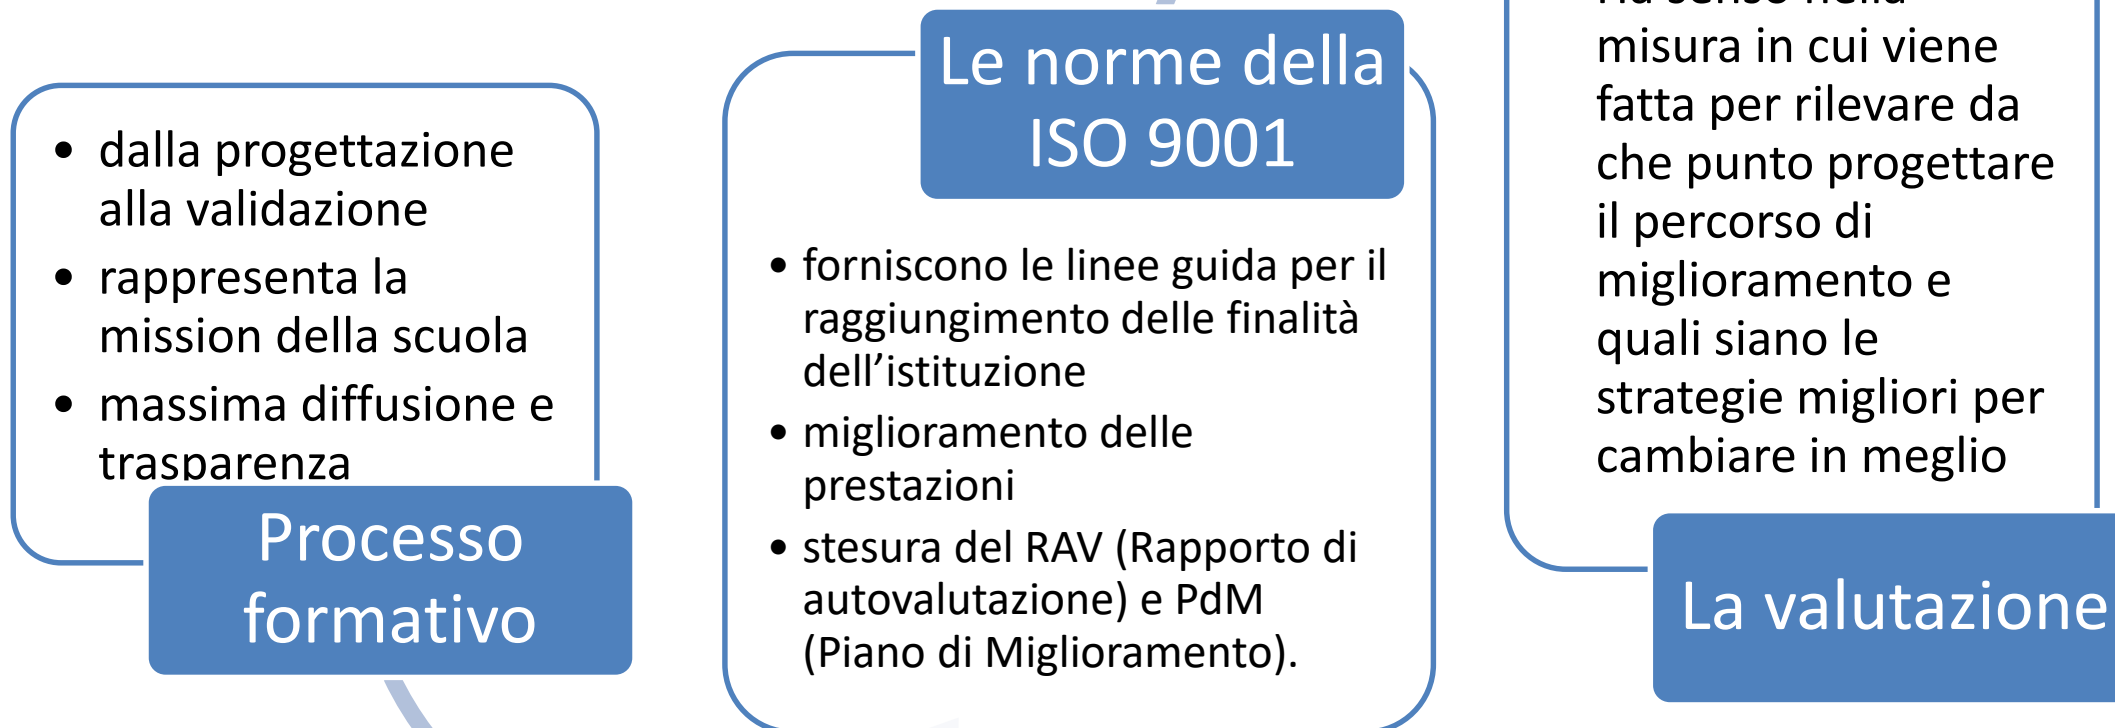 • dalla progettazione
alla validazione
• rappresenta la
mission della scuola
• massima diffusione e
trasparenza
Processo
formativo
Le norme della
ISO 9001
• forniscono le linee guida per il
raggiungimento delle finalità
dell’istituzione
• miglioramento delle
prestazioni
• stesura del RAV (Rapporto di
autovalutazione) e PdM
(Piano di Miglioramento).
senso nella
misura in cui viene
fatta per rilevare da
che punto progettare
il percorso di
miglioramento e
quali siano le
strategie migliori per
cambiare in meglio
La valutazione